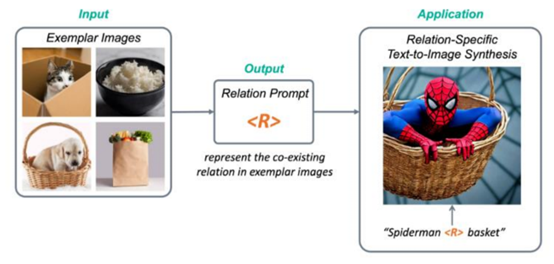 Input
Exemplar Images
Output
Relation Prompt
<R>
represent the co-existing
relation in exemplar images
Application
Relation-Specific
Text-to-Image Synthesis
“Spiderman <R> basket”